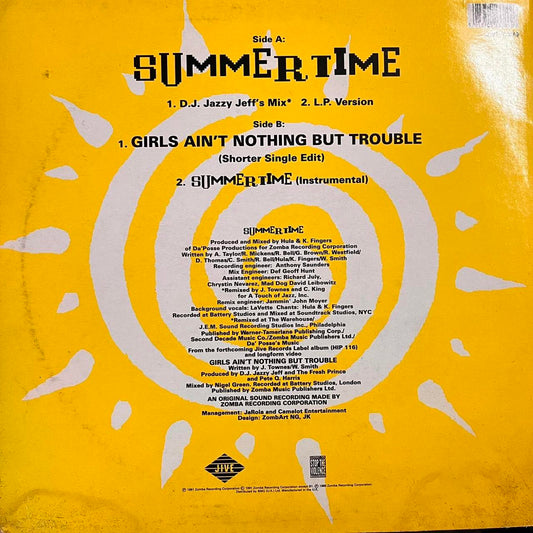 Side A:
SUMMERTIME
1. D.J. Jazzy Jeff's Mix* 2. L.P. Version
Side B:
1. GIRLS AIN'T NOTHING BUT TROUBLE
(Shorter Single Edit)
2. SUMMERTIME (Instrumental)
SUMMERTIME
Produced and Mixed by Hula & K. Fingers
of Da'Posse Productions for Zomba Recording Corporation
Written by A. Taylor/R. Mickens/R. Bell/G. Brown/R. Westfield/
D. Thomas/C. Smith/R. Bell/Hula/K. Fingers/W. Smith
Recording engineer: Anthony Saunders
Mix Engineer: Def Geoff Hunt
Assistant engineers: Richard July,
Chrystin Nevarez, Mad Dog David Leibowitz
*Remixed by J. Townes and C. King
for A Touch of Jazz, Inc.
Remix engineer: Jammin' John Moyer
Background vocals: LaVette Chants: Hula & K. Fingers
Recorded at Battery Studios and Mixed at Soundtrack Studios, NYC
*Remixed at The Warehouse/
J.E.M. Sound Recording Studios Inc., Philadelphia
Published by Warner-Tamerlane Publishing Corp./
Second Decade Music Co./Zomba Music Publishers Ltd./
Da' Posse's Music
From the forthcoming Jive Records Label album (HIP 116)
and longform video
GIRLS AIN'T NOTHING BUT TROUBLE
Written by J. Townes/W. Smith
Produced by D.J. Jazzy Jeff and The Fresh Prince
and Pete Q. Harris
Mixed by Nigel Green. Recorded at Battery Studios, London
Published by Zomba Music Publishers Ltd.
AN ORIGINAL SOUND RECORDING MADE BY
ZOMBA RECORDING CORPORATION
Management: JaRola and Camelot Entertainment
Design: ZombArt NG, JK
JIVE
STOP THE
VIOLENCE